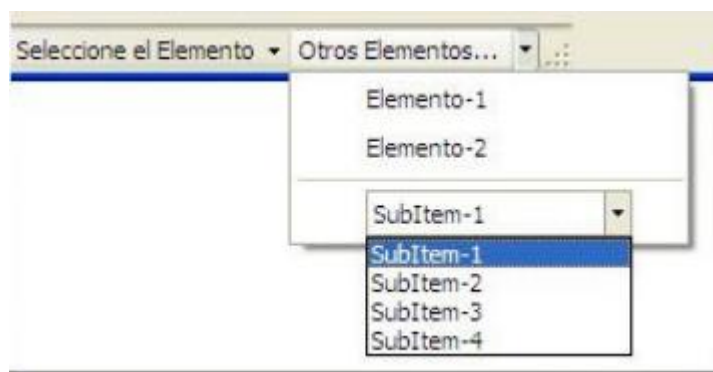 Seleccione el Elemento Otros Elementos...
Elemento-1
Elemento-2
SubItem-1
SubItem-1
SubItem-2
SubItem-3
SubItem-4